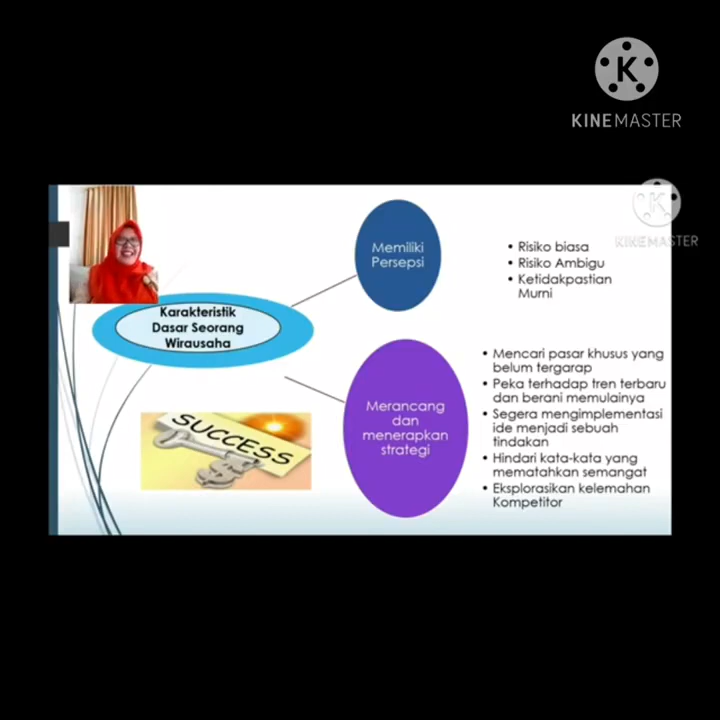 KINEMASTER
KINEMASTER
Karakteristik
Dasar Seorang
Wirausaha
Memiliki
Persepsi
• Risiko biasa
• Risiko Ambigu
• Ketidakpastian
Murni
Merancang
dan
menerapkan
strategi
• Mencari pasar khusus yang
belum tergarap
• Peka terhadap tren terbaru
dan berani memulainya
• Segera mengimplementasi
ide menjadi sebuah
tindakan
• Hindari kata-kata yang
mematahkan semangat
• Eksplorasikan kelemahan
Kompetitor
SUCCESS